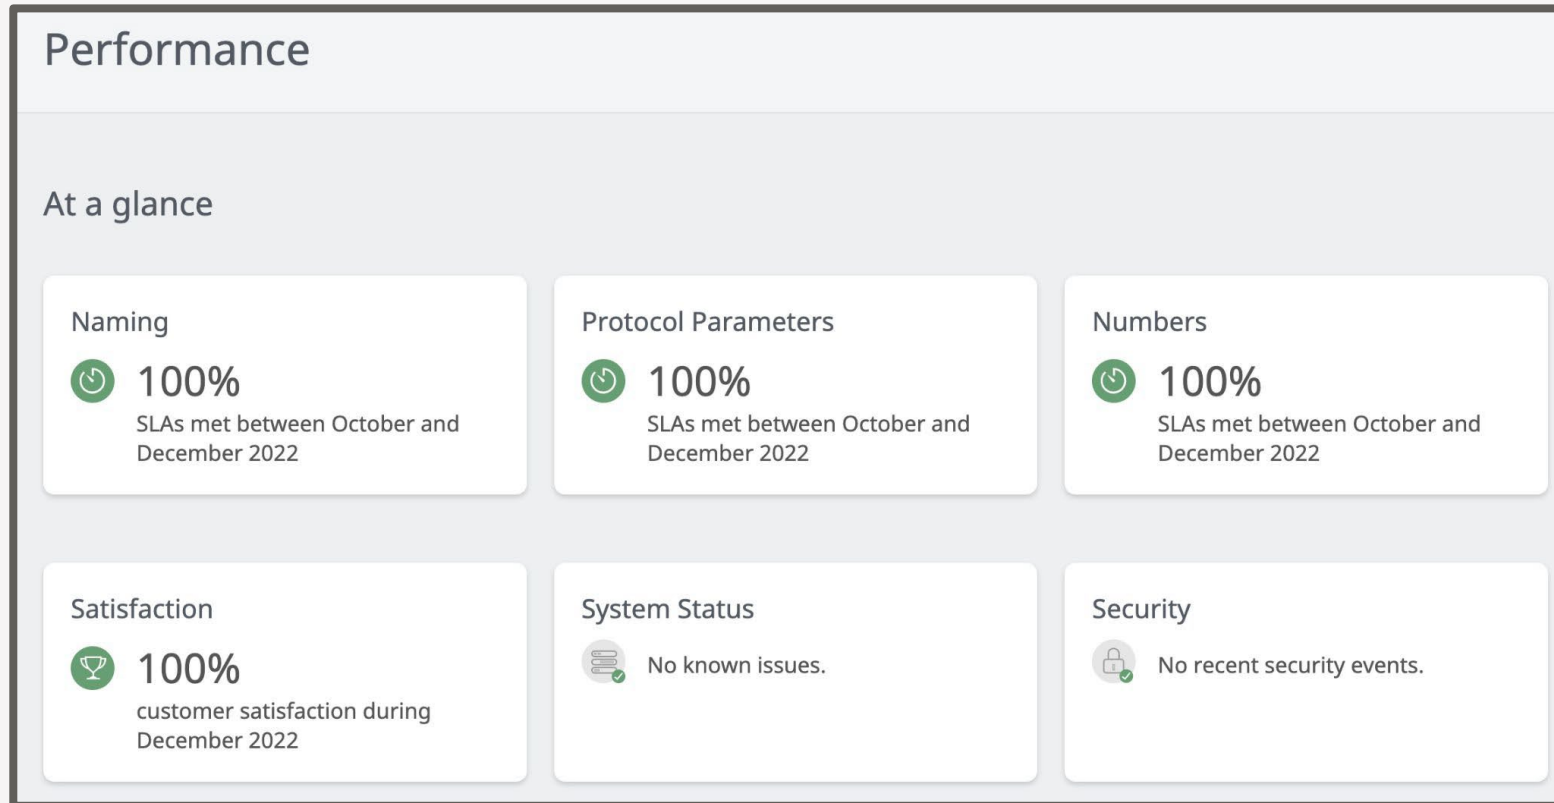 Performance
At a glance
Naming
100%
SLAs met between October and
December 2022
Protocol Parameters
100%
SLAs met between October and
December 2022
Numbers
100%
SLAs met between October and
December 2022
Satisfaction
100%
customer satisfaction during
December 2022
System Status
No known issues.
Security
No recent security events.